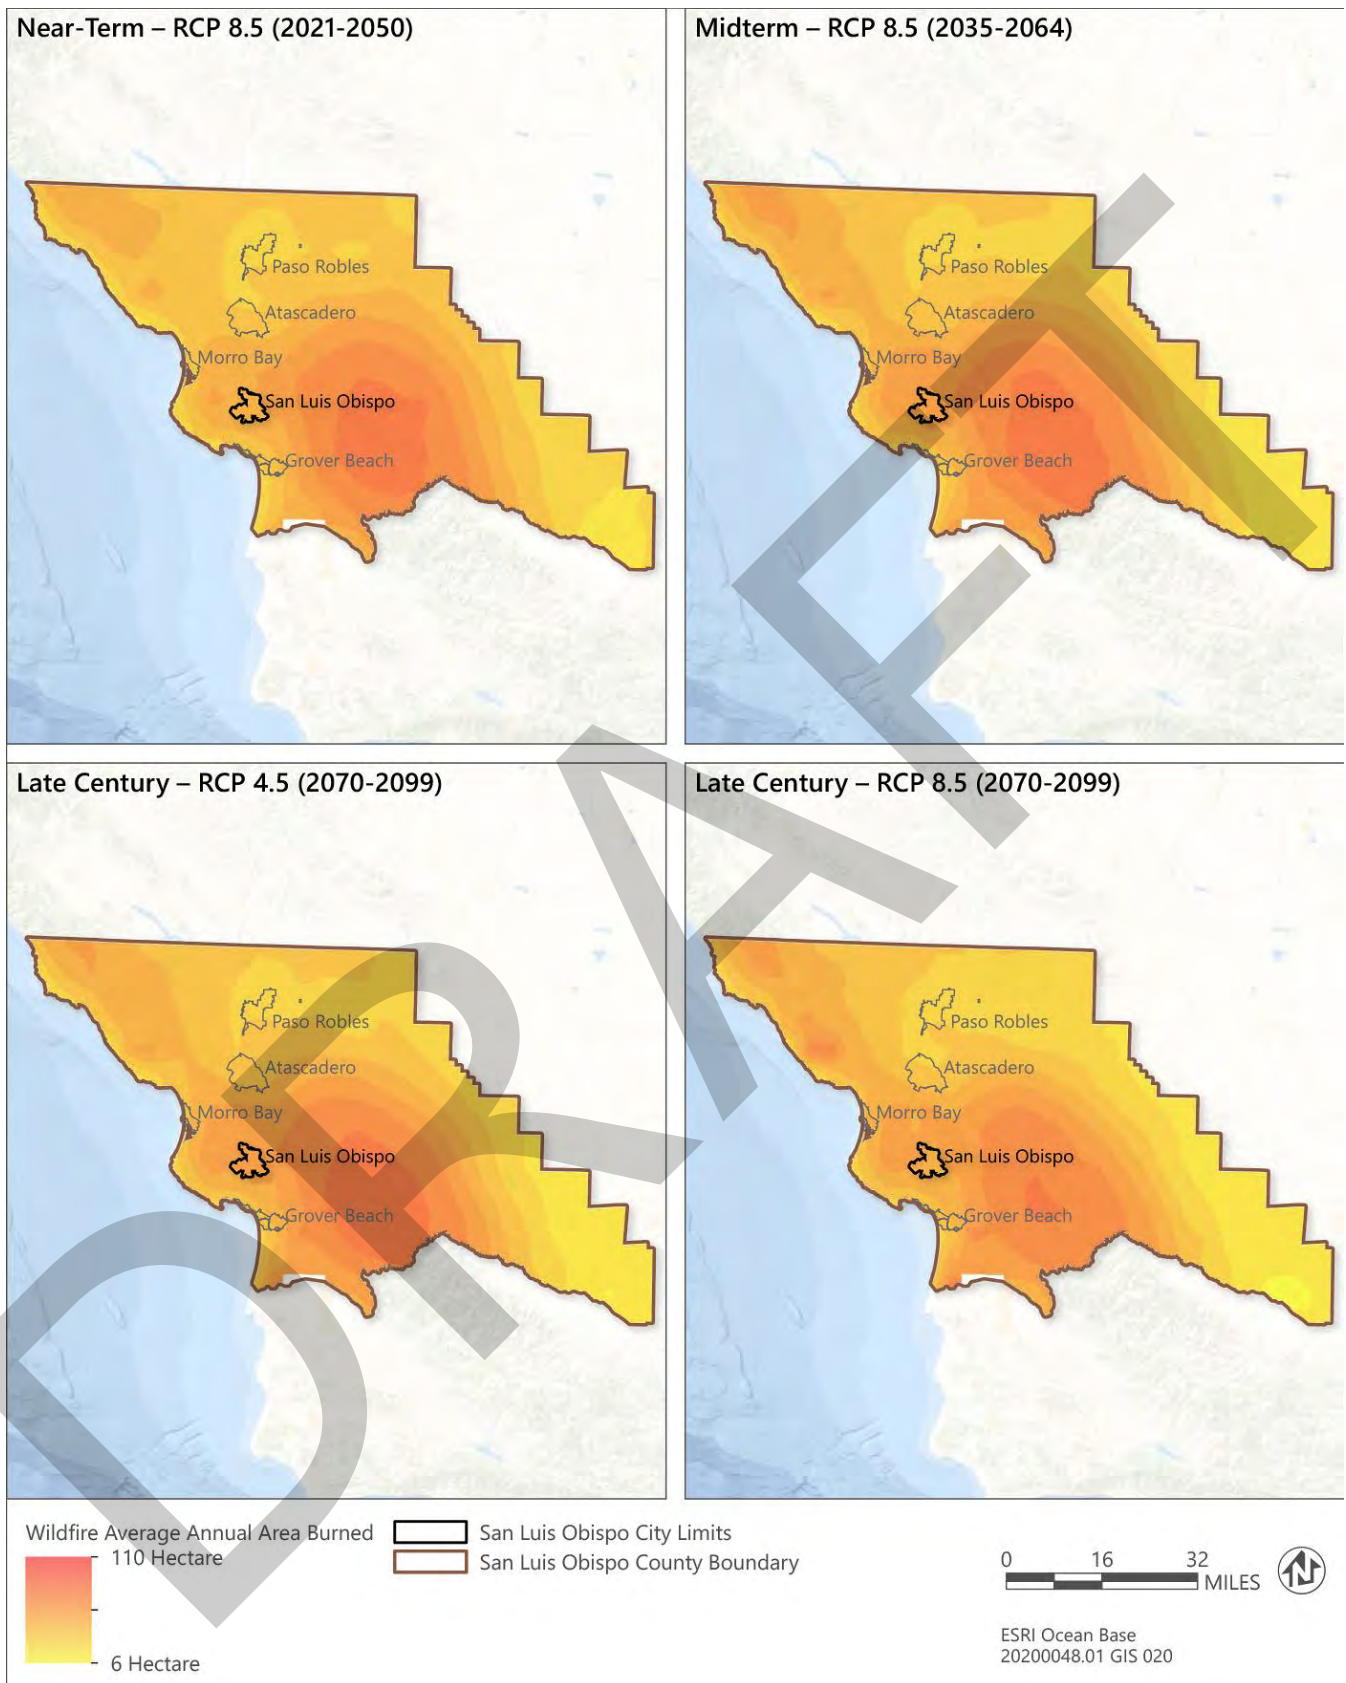 Near-Term – RCP 8.5 (2021-2050)
Paso Robles
Atascadero
Morro Bay
San Luis Obispo
Grover Beach
Midterm – RCP 8.5 (2035-2064)
Paso Robles
Atascadero
Morro Bay
San Luis Obispo
Grover Beach
Late Century – RCP 4.5 (2070-2099)
Paso Robles
Atascadero
Morro Bay
San Luis Obispo
Grover Beach
Late Century – RCP 8.5 (2070-2099)
Paso Robles
Atascadero
Morro Bay
San Luis Obispo
Grover Beach
DRAFT
Wildfire Average Annual Area Burned
110 Hectare
6 Hectare
San Luis Obispo City Limits
San Luis Obispo County Boundary
0 16 32
MILES
N
ESRI Ocean Base
20200048.01 GIS 020